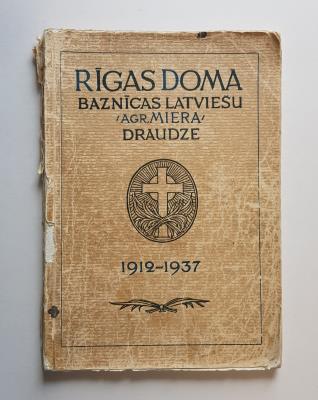 RĪGAS DOMA
BAZNĪCAS LATVIEŠU
/AGR. MIERA/
DRAUDZE
1912-1937